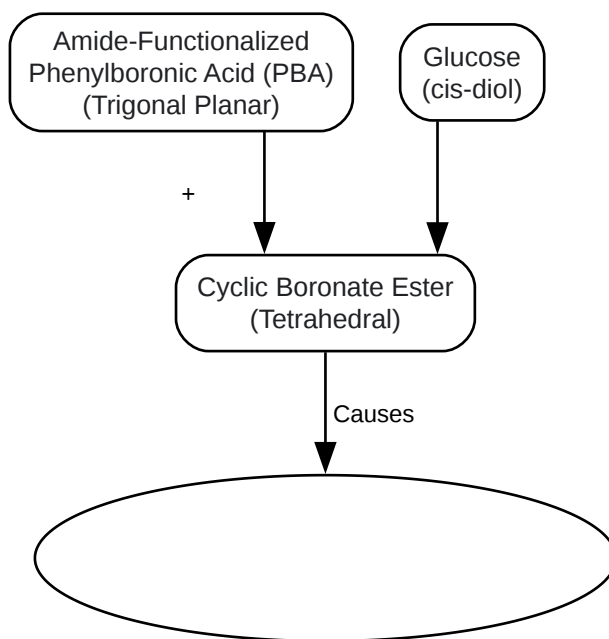 Amide-Functionalized
Phenylboronic Acid (PBA)
(Trigonal Planar)
Glucose
(cis-diol)
+
Cyclic Boronate Ester
(Tetrahedral)
Causes